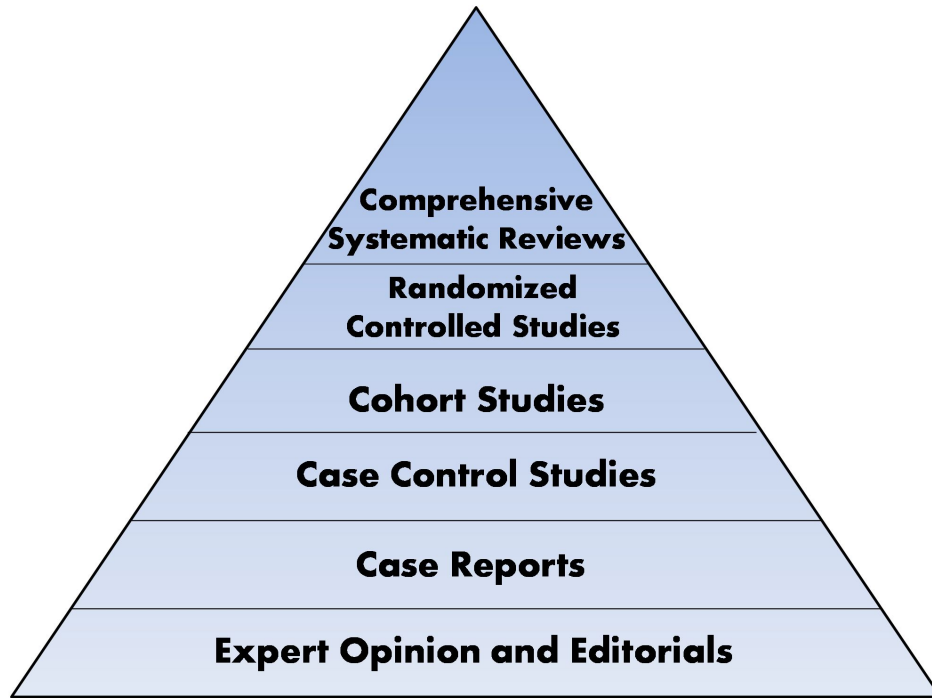 Comprehensive
Systematic Reviews
Randomized
Controlled Studies
Cohort Studies
Case Control Studies
Case Reports
Expert Opinion and Editorials